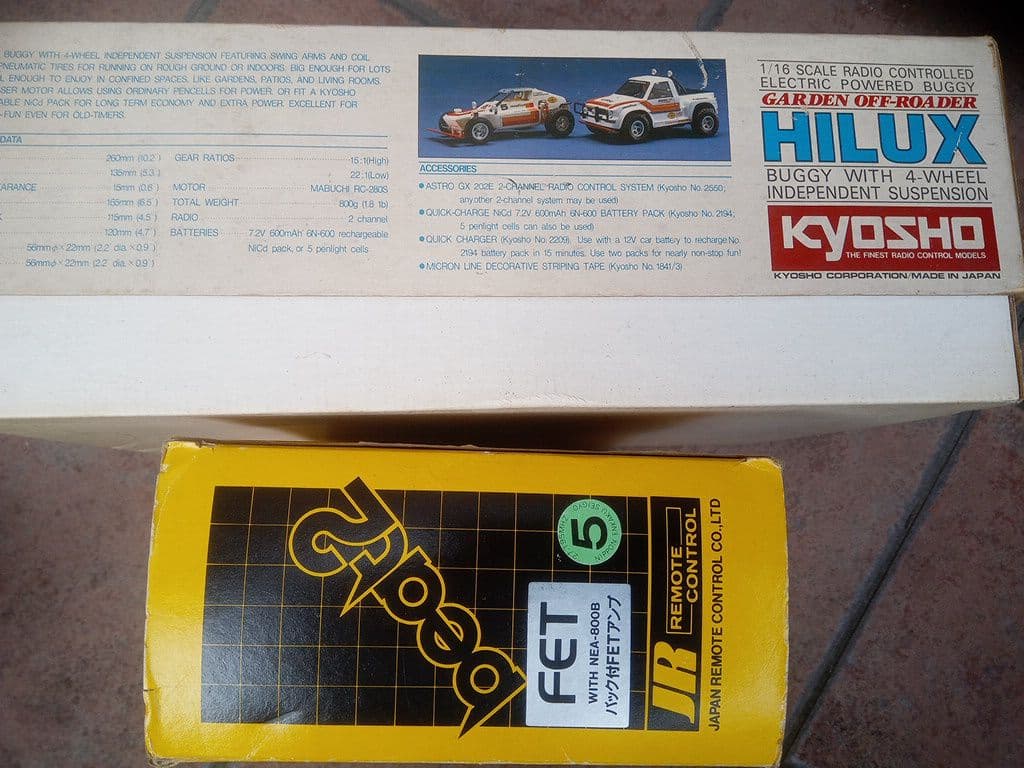 BUGGY WITH 4-WHEEL INDEPENDENT SUSPENSION FEATURING SWING ARMS AND COIL
PNEUMATIC TIRES FOR RUNNING ON ROUGH GROUND OR INDOORS. BIG ENOUGH FOR LOTS
ENOUGH TO ENJOY IN CONFINED SPACES, LIKE GARDENS, PATIOS, AND LIVING ROOMS.
MOTOR ALLOWS USING ORDINARY PENCELLS FOR POWER, OR FIT A KYOSHO
NiCd PACK FOR LONG TERM ECONOMY AND EXTRA POWER. EXCELLENT FOR
FUN EVEN FOR OLD-TIMERS.
DATA
260mm (10.2")
135mm (5.3")
15mm (0.6")
165mm (6.5")
115mm (4.5")
120mm (4.7")
56mmφ×22mm (2.2" dia.×0.9")
56mmφ×22mm (2.2" dia.×0.9")
GEAR RATIOS 15:1(High)
22:1(Low)
MOTOR MABUCHI RC-280S
TOTAL WEIGHT 800g (1.8 lb)
RADIO 2 channel
BATTERIES 7.2V 600mAh 6N-600 rechargeable
NiCd pack, or 5 penlight cells
ACCESSORIES
●ASTRO GX 202E 2-CHANNEL RADIO CONTROL SYSTEM (Kyosho No. 2550;
any other 2-channel system may be used)
●QUICK-CHARGE NiCd 7.2V 600mAh 6N-600 BATTERY PACK (Kyosho No. 2194;
5 penlight cells can also be used)
●QUICK CHARGER (Kyosho No. 2209). Use with a 12V car battery to recharge No.
2194 battery pack in 15 minutes. Use two packs for nearly non-stop fun!
●MICRON LINE DECORATIVE STRIPING TAPE (Kyosho No. 1841/3)
1/16 SCALE RADIO CONTROLLED
ELECTRIC POWERED BUGGY
GARDEN OFF-ROADER
HILUX
BUGGY WITH 4-WHEEL
INDEPENDENT SUSPENSION
KYOSHO
THE FINEST RADIO CONTROL MODELS
KYOSHO CORPORATION/MADE IN JAPAN
beat 2
5
FET
WITH NEA-800B
バック付FETアンプ
JR REMOTE CONTROL
JAPAN REMOTE CONTROL CO.,LTD